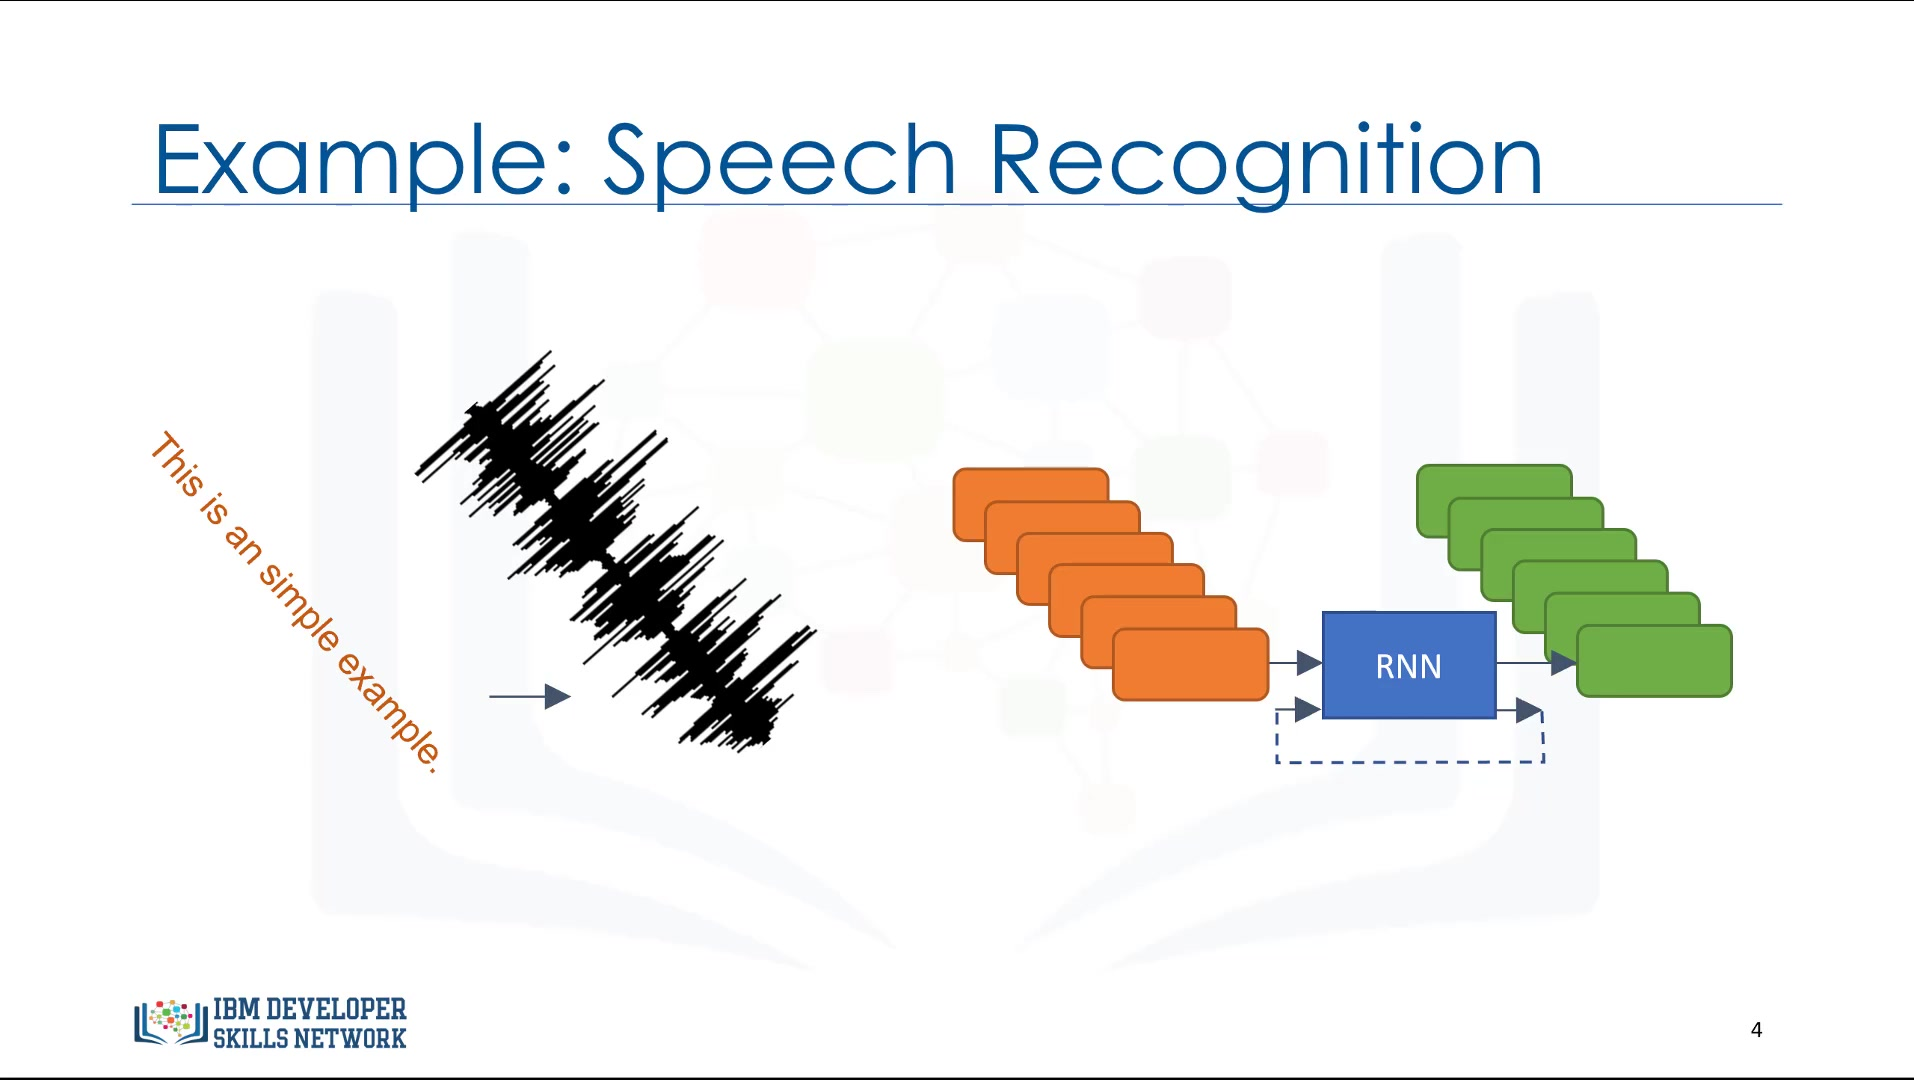 Example: Speech Recognition
This is an simple example.
RNN
IBM DEVELOPER
SKILLS NETWORK
4